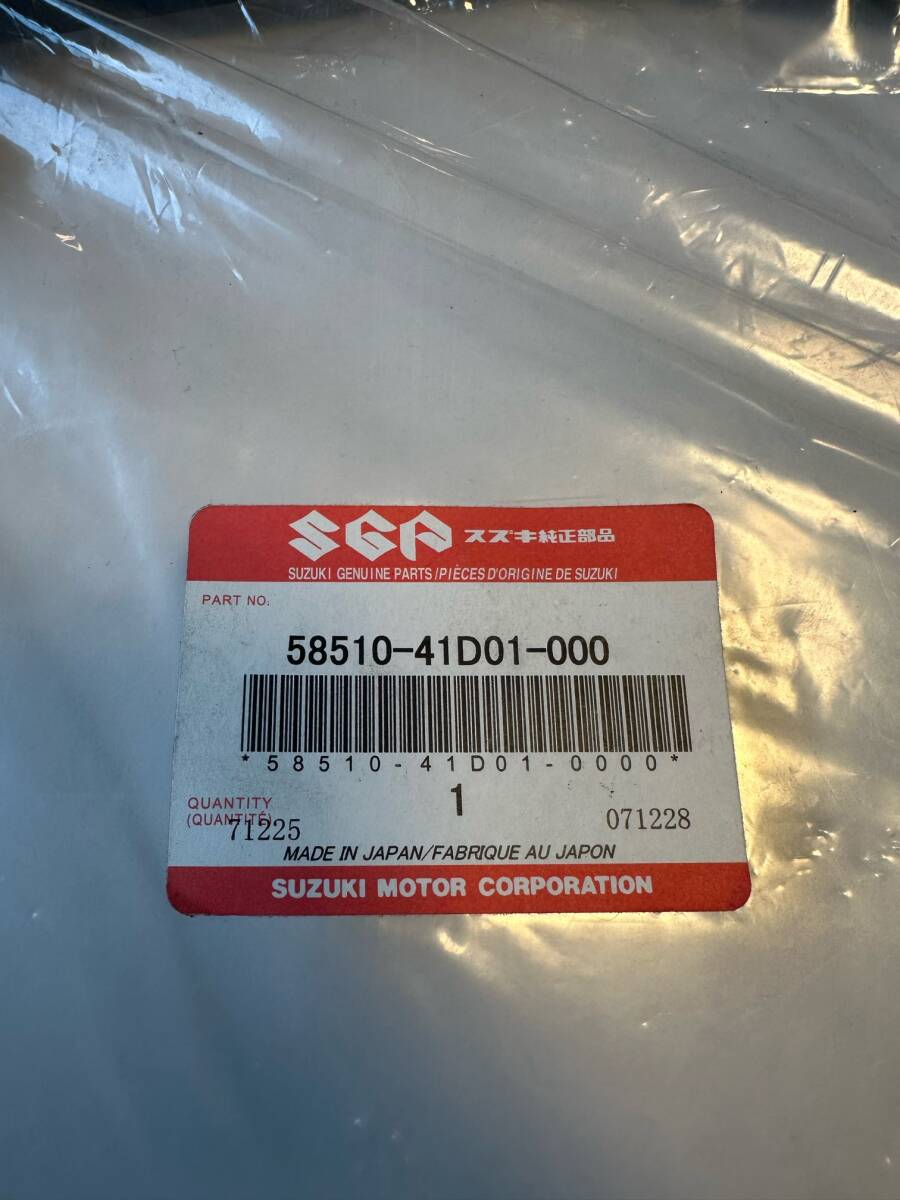 SGP スズキ純正部品
SUZUKI GENUINE PARTS/PIÈCES D'ORIGINE DE SUZUKI
PART NO.
58510-41D01-000
*58510-41D01-0000*
1
QUANTITY
(QUANTITÉ)
71225
071228
MADE IN JAPAN/FABRIQUE AU JAPON
SUZUKI MOTOR CORPORATION